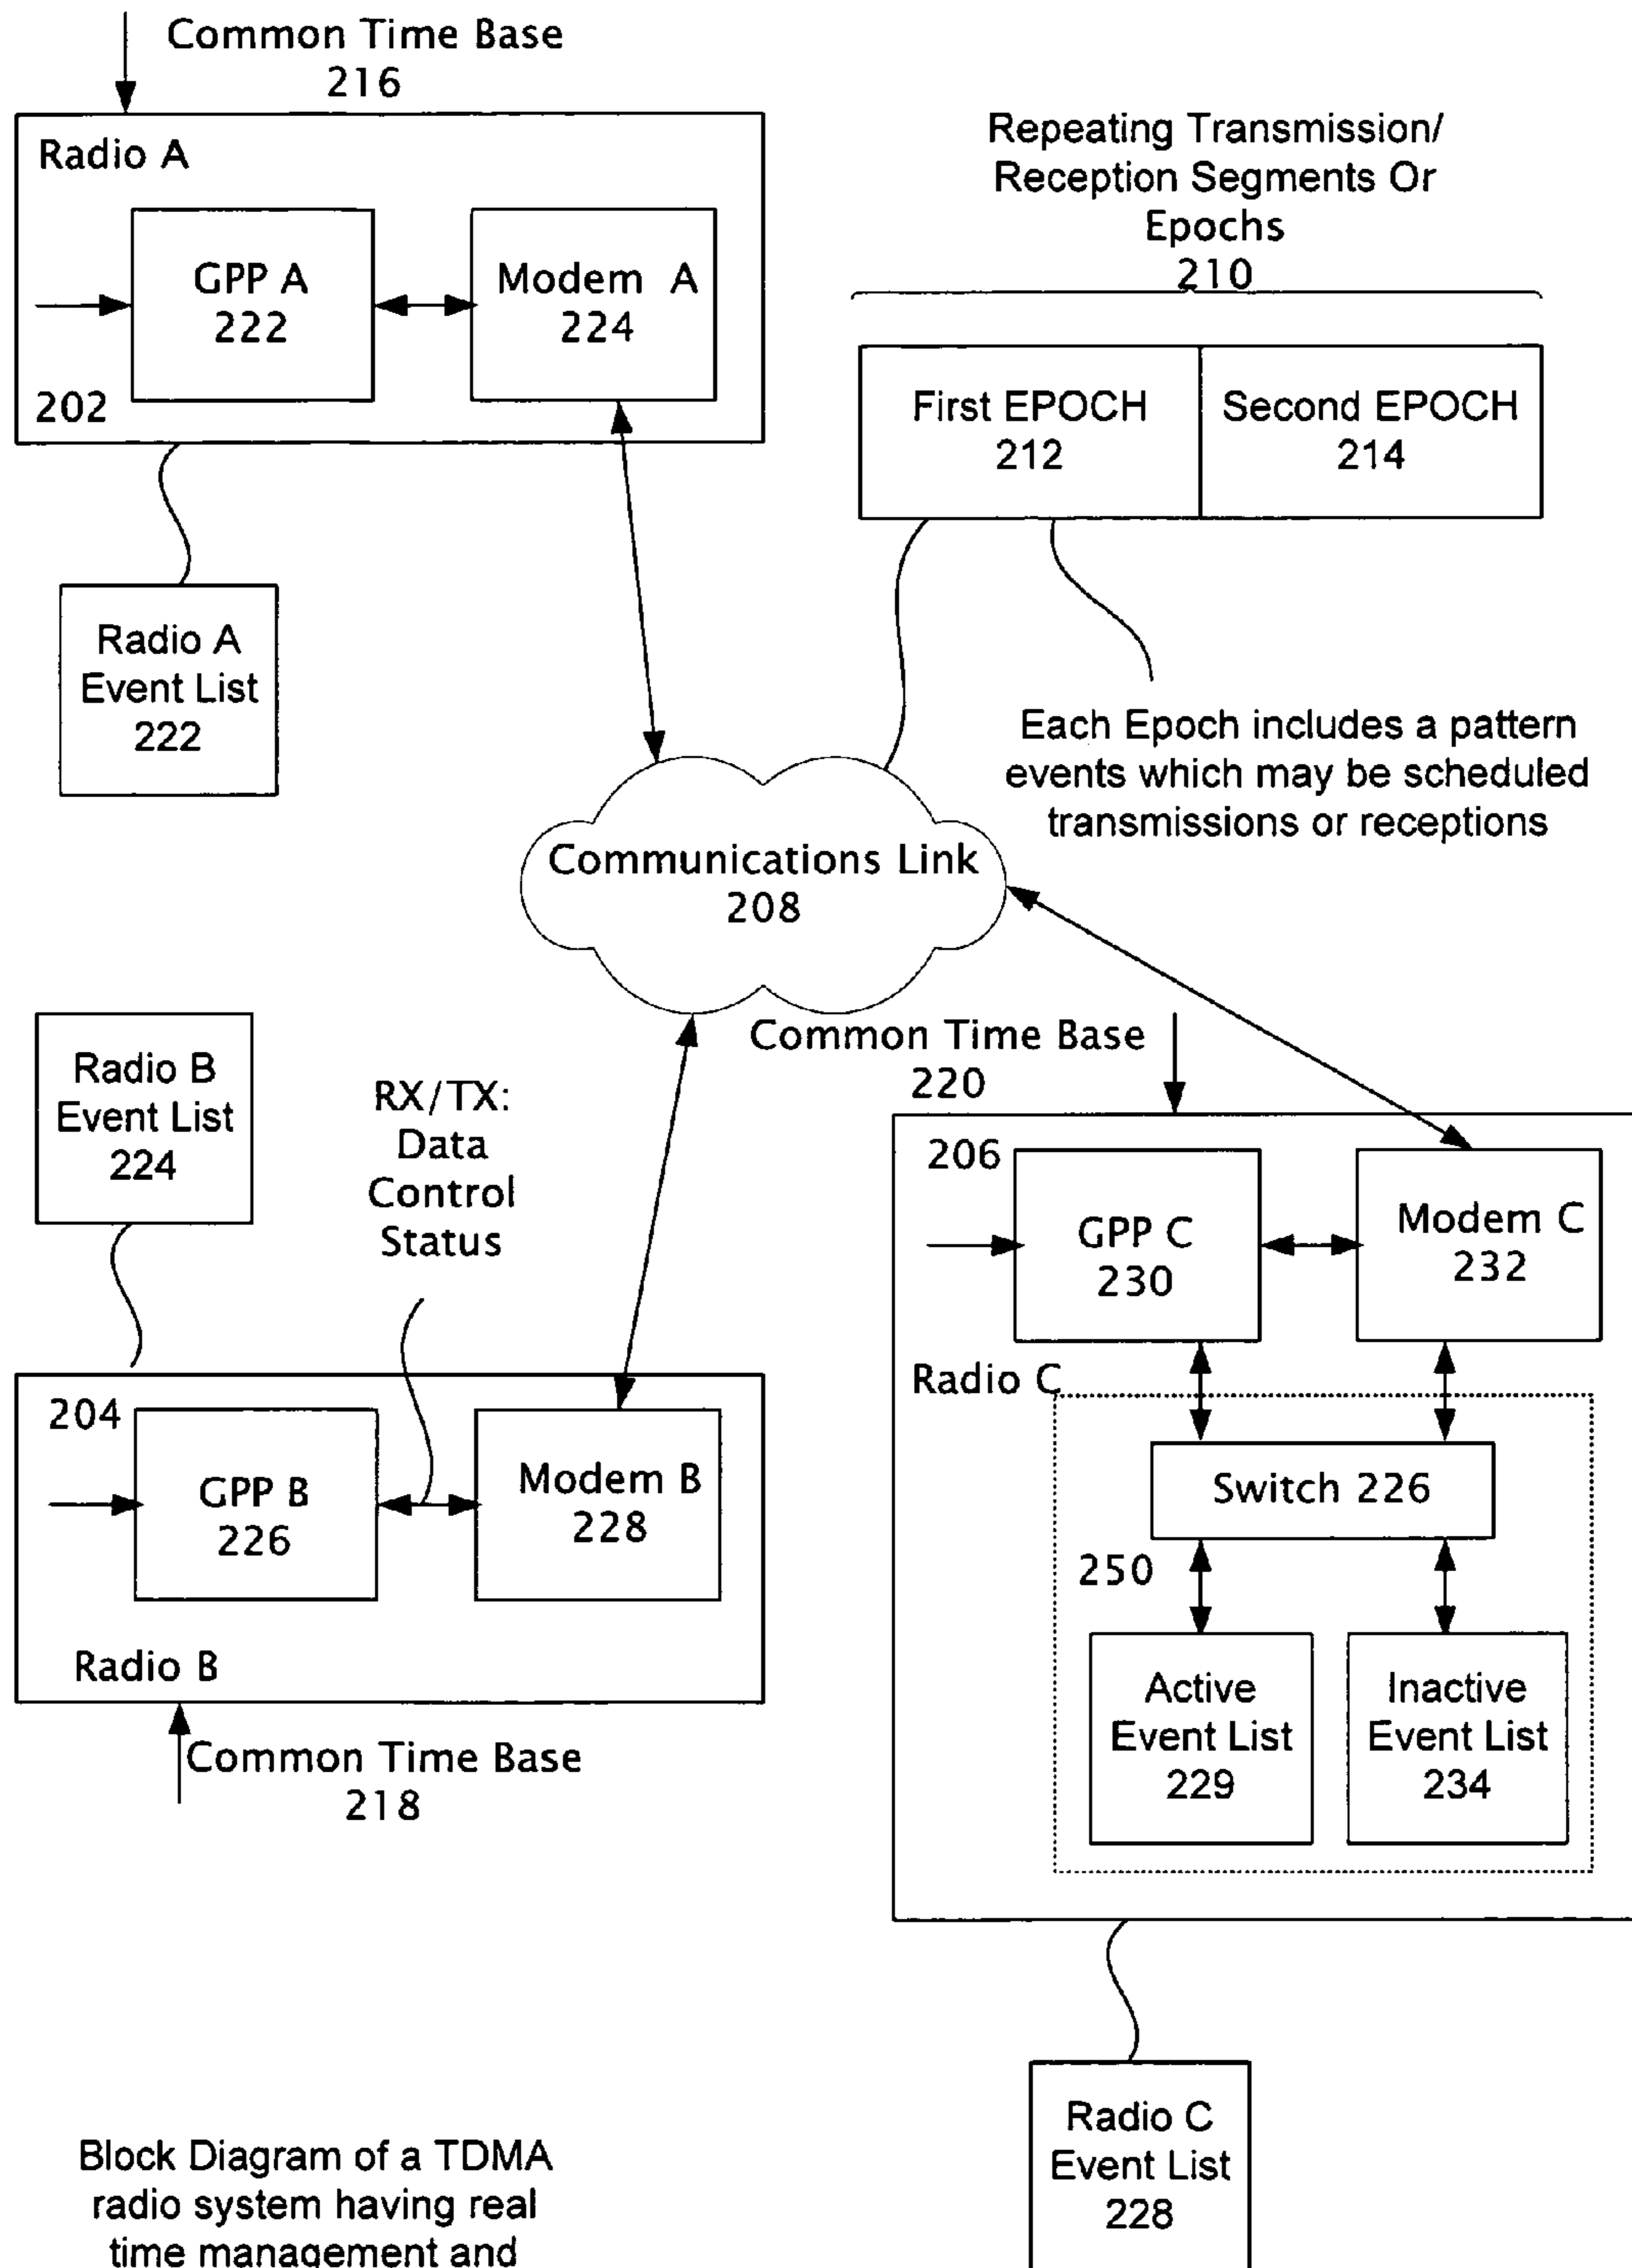 Common Time Base
216
Radio A
GPP A
222
Modem A
224
202
Radio A
Event List
222
Repeating Transmission/
Reception Segments Or
Epochs
210
First EPOCH
212
Second EPOCH
214
Each Epoch includes a pattern
events which may be scheduled
transmissions or receptions
Communications Link
208
Radio B
Event List
224
RX/TX:
Data
Control
Status
204
GPP B
226
Modem B
228
Radio B
Common Time Base
218
Common Time Base
220
206
GPP C
230
Modem C
232
Radio C
Switch 226
250
Active
Event List
229
Inactive
Event List
234
Radio C
Event List
228
Block Diagram of a TDMA
radio system having real
time management and